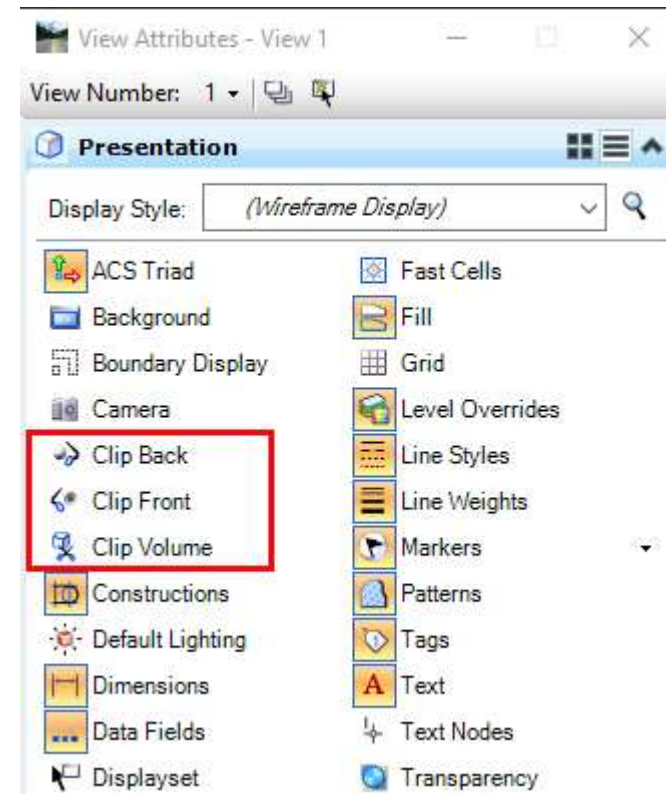 View Attributes - View 1
View Number: 1
Presentation
Display Style: (Wireframe Display)
ACS Triad
Background
Boundary Display
Camera
Clip Back
Clip Front
Clip Volume
Constructions
Default Lighting
Dimensions
Data Fields
Displayset
Fast Cells
Fill
Grid
Level Overrides
Line Styles
Line Weights
Markers
Patterns
Tags
A Text
Text Nodes
Transparency